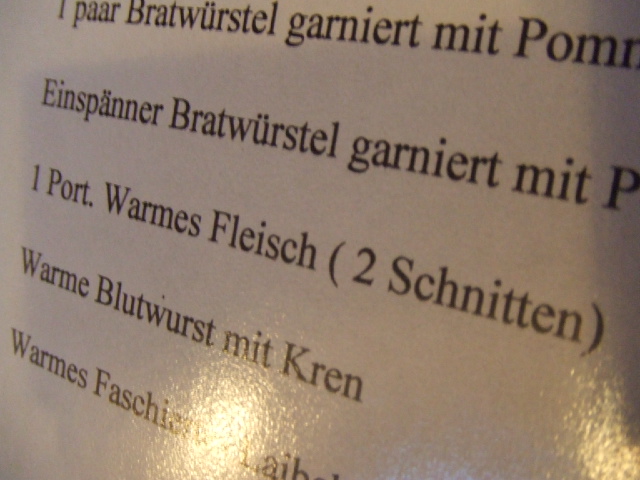 1 paar Bratwürstel garniert mit Pomm
Einspänner Bratwürstel garniert mit P
1 Port. Warmes Fleisch ( 2 Schnitten)
Warme Blutwurst mit Kren
Warmes